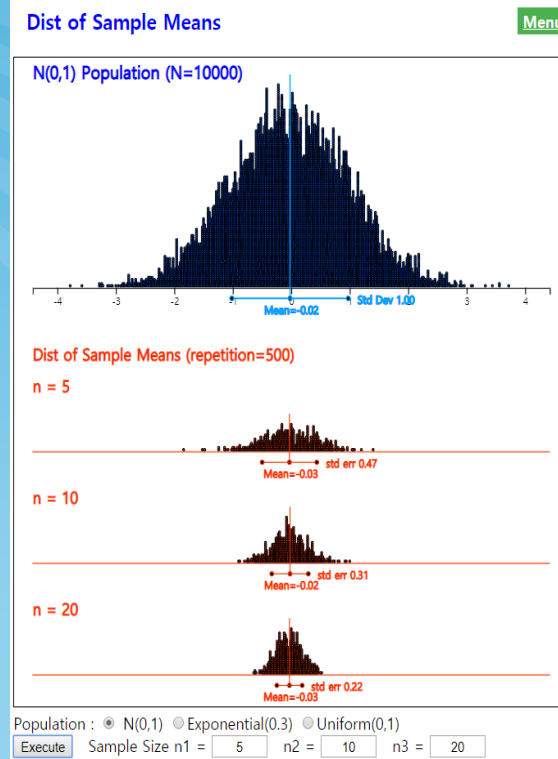 Dist of Sample Means
Menu
N(0,1) Population (N=10000)
-4 -3 -2 -1 0 1 2 3 4
Std Dev 1.00
Mean=-0.02
Dist of Sample Means (repetition=500)
n = 5
std err 0.47
Mean=-0.03
n = 10
std err 0.31
Mean=-0.02
n = 20
std err 0.22
Mean=-0.03
Population : N(0,1) Exponential(0.3) Uniform(0,1)
Execute Sample Size n1 = 5 n2 = 10 n3 = 20